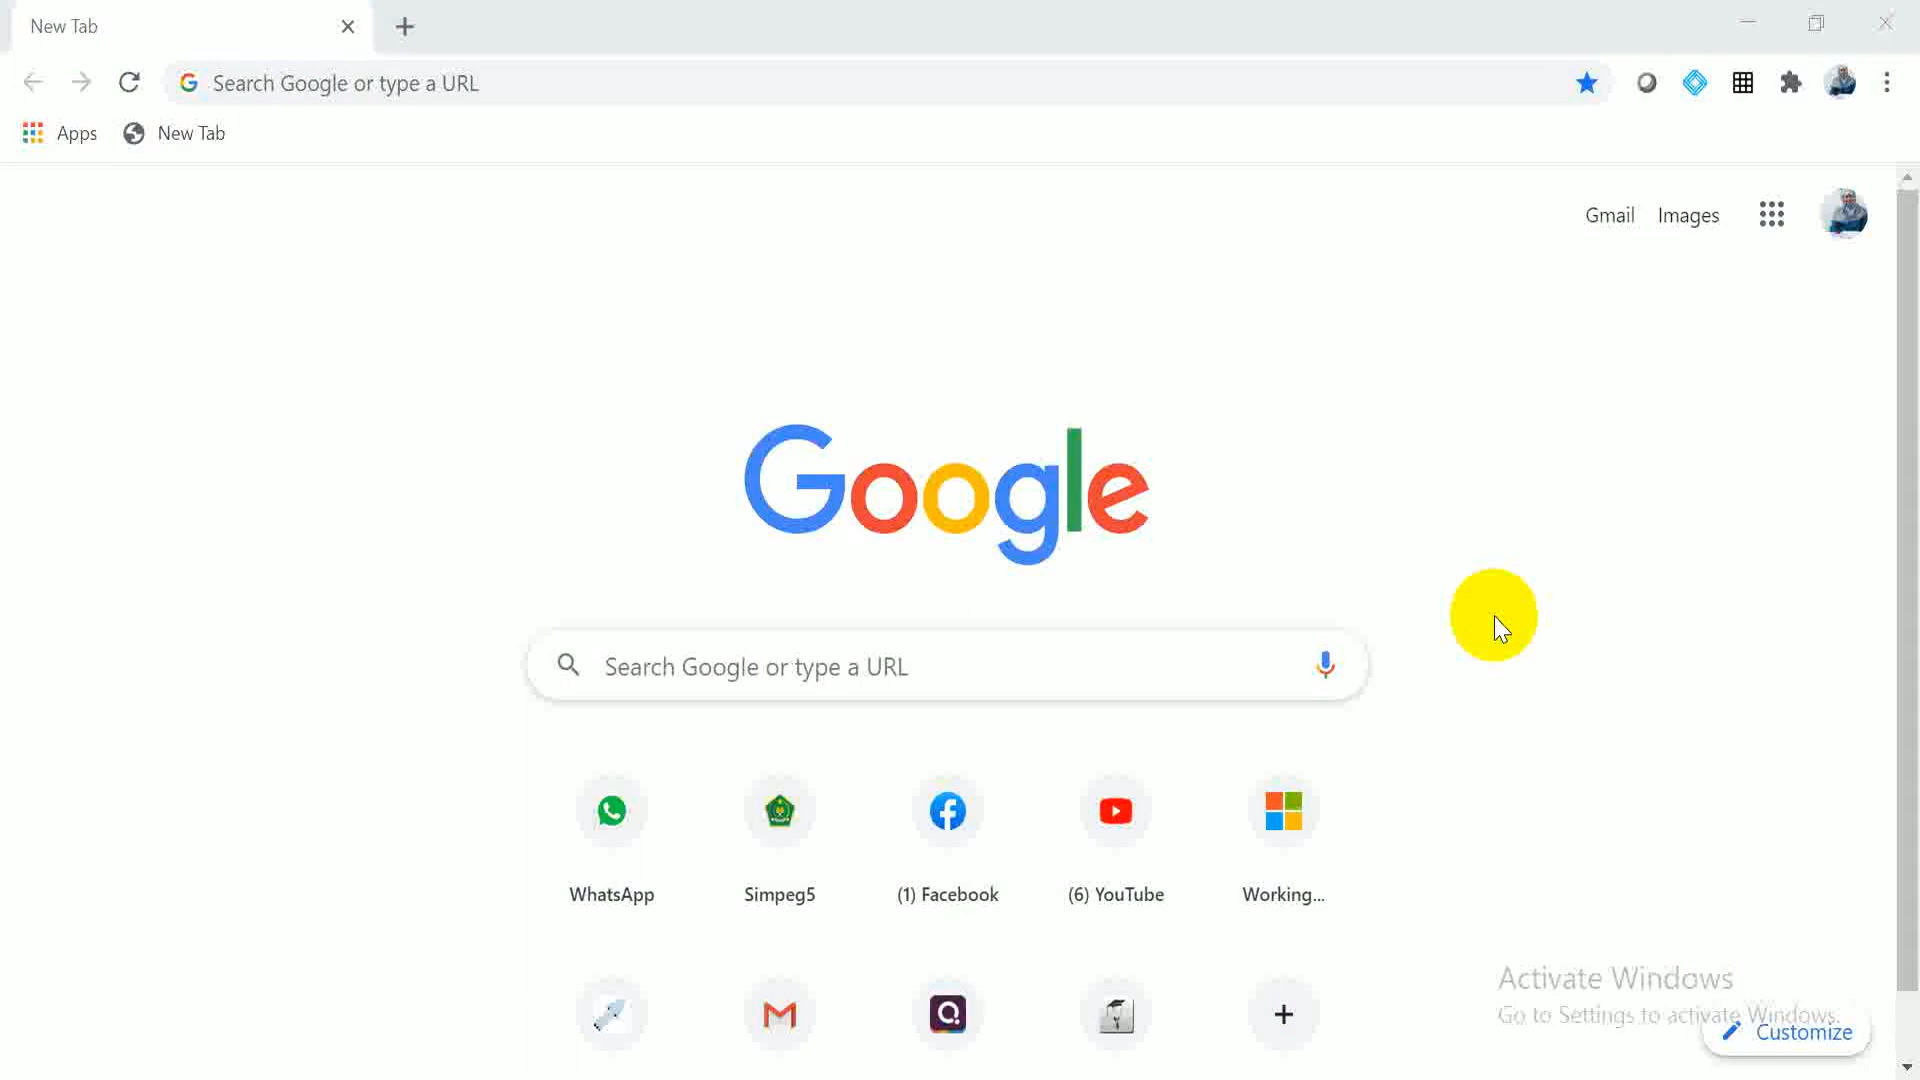 New Tab
Search Google or type a URL
Apps
New Tab
Gmail
Images
Google
Search Google or type a URL
WhatsApp
Simpeg5
(1) Facebook
(6) YouTube
Working...
Activate Windows
Go to Settings to activate Windows.
Customize